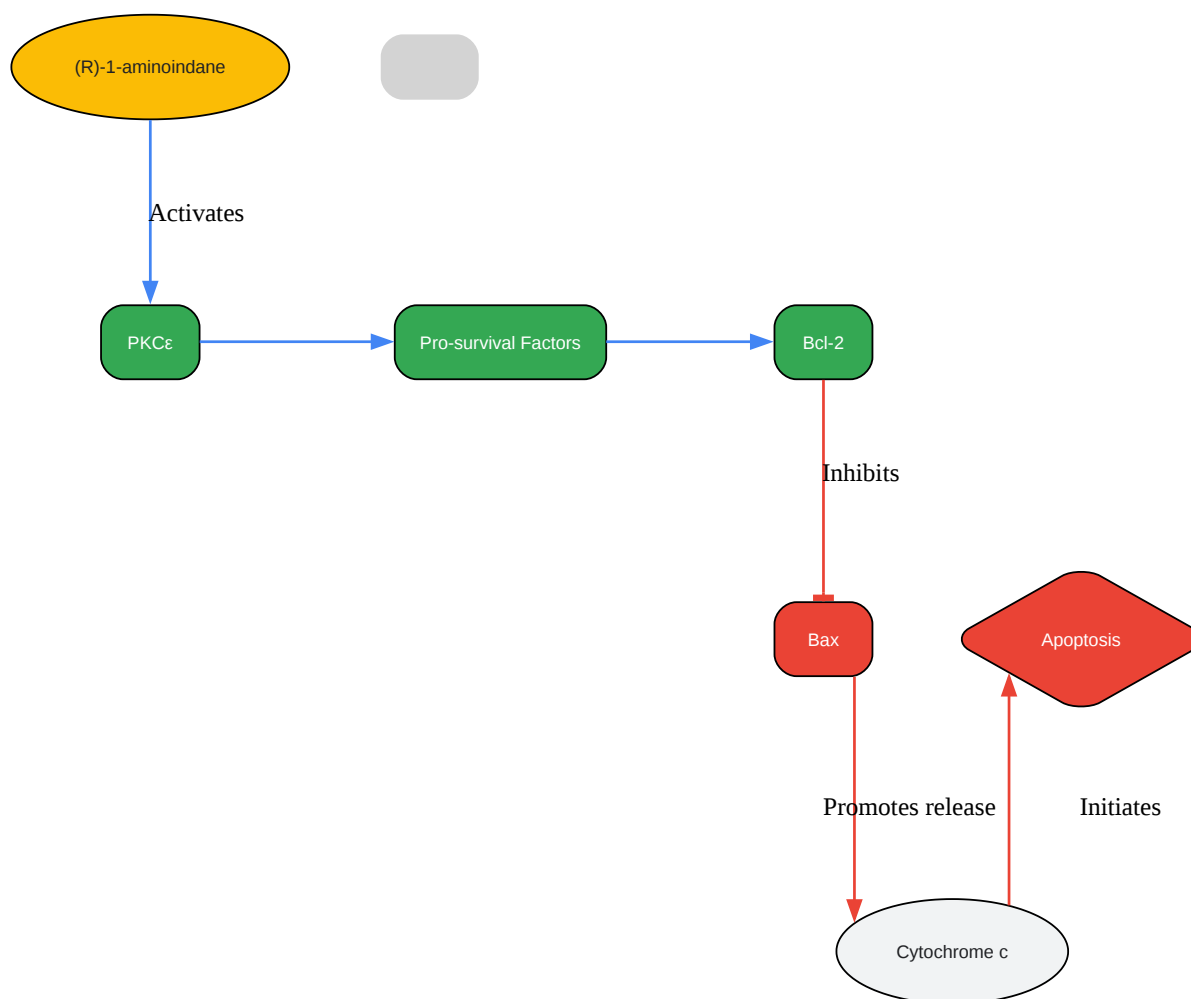 (R)-1-aminoindane
Activates
PKCε
Pro-survival Factors
Bcl-2
Inhibits
Bax
Apoptosis
Promotes release
Initiates
Cytochrome c